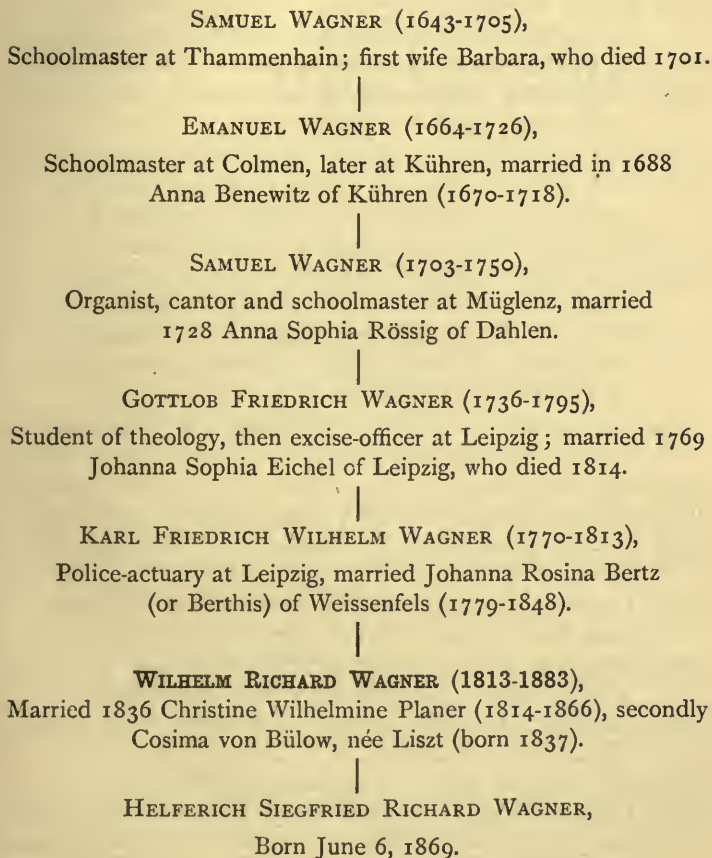 SAMUEL WAGNER (1643-1705),
Schoolmaster at Thammenhain; first wife Barbara, who died 1701.
EMANUEL WAGNER (1664-1726),
Schoolmaster at Colmen, later at Kühren, married in 1688
Anna Benewitz of Kühren (1670-1718).
SAMUEL WAGNER (1703-1750),
Organist, cantor and schoolmaster at Müglenz, married
1728 Anna Sophia Rössig of Dahlen.
GOTTLOB FRIEDRICH WAGNER (1736-1795),
Student of theology, then excise-officer at Leipzig; married 1769
Johanna Sophia Eichel of Leipzig, who died 1814.
KARL FRIEDRICH WILHELM WAGNER (1770-1813),
Police-actuary at Leipzig, married Johanna Rosina Bertz
(or Berthis) of Weissenfels (1779-1848).
WILHELM RICHARD WAGNER (1813-1883),
Married 1836 Christine Wilhelmine Planer (1814-1866), secondly
Cosima von Bülow, née Liszt (born 1837).
HELFERICH SIEGFRIED RICHARD WAGNER,
Born June 6, 1869.